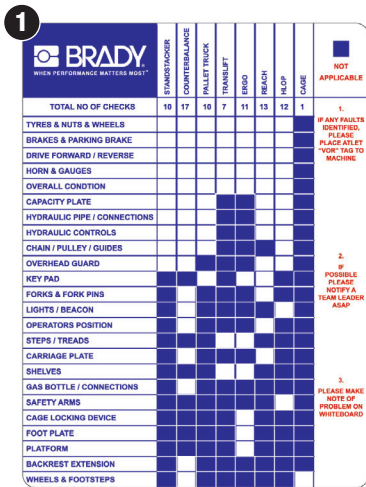 1
BRADY
WHEN PERFORMANCE MATTERS MOST™
STANDSTACKER
COUNTERBALANCE
PALLET TRUCK
TRANSLIFT
ERGO
REACH
HLOP
CAGE
NOT
APPLICABLE
TOTAL NO OF CHECKS 10 17 10 7 11 13 12 1
TYRES & NUTS & WHEELS
BRAKES & PARKING BRAKE
DRIVE FORWARD / REVERSE
HORN & GAUGES
OVERALL CONDTION
CAPACITY PLATE
HYDRAULIC PIPE / CONNECTIONS
HYDRAULIC CONTROLS
CHAIN / PULLEY / GUIDES
OVERHEAD GUARD
KEY PAD
FORKS & FORK PINS
LIGHTS / BEACON
OPERATORS POSITION
STEPS / TREADS
CARRIAGE PLATE
SHELVES
GAS BOTTLE / CONNECTIONS
SAFETY ARMS
CAGE LOCKING DEVICE
FOOT PLATE
PLATFORM
BACKREST EXTENSION
WHEELS & FOOTSTEPS
1.
IF ANY FAULTS
IDENTIFIED,
PLEASE
PLACE ATLET
"VOR" TAG TO
MACHINE
2.
IF
POSSIBLE
PLEASE
NOTIFY A
TEAM LEADER
ASAP
3.
PLEASE MAKE
NOTE OF
PROBLEM ON
WHITEBOARD